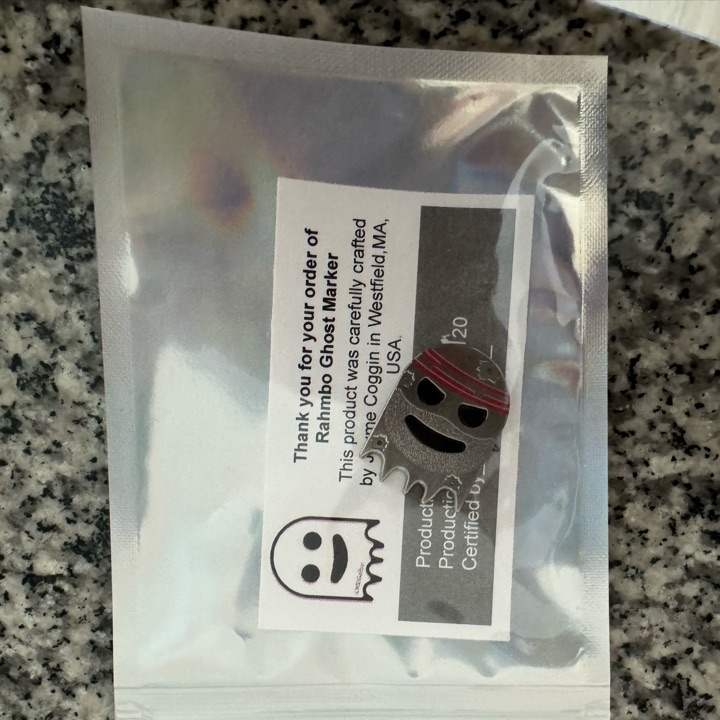 Thank you for your order of
Rahmbo Ghost Marker
This product was carefully crafted
by me Coggin in Westfield,MA,
USA.
Product
Productio
Certified by_
20